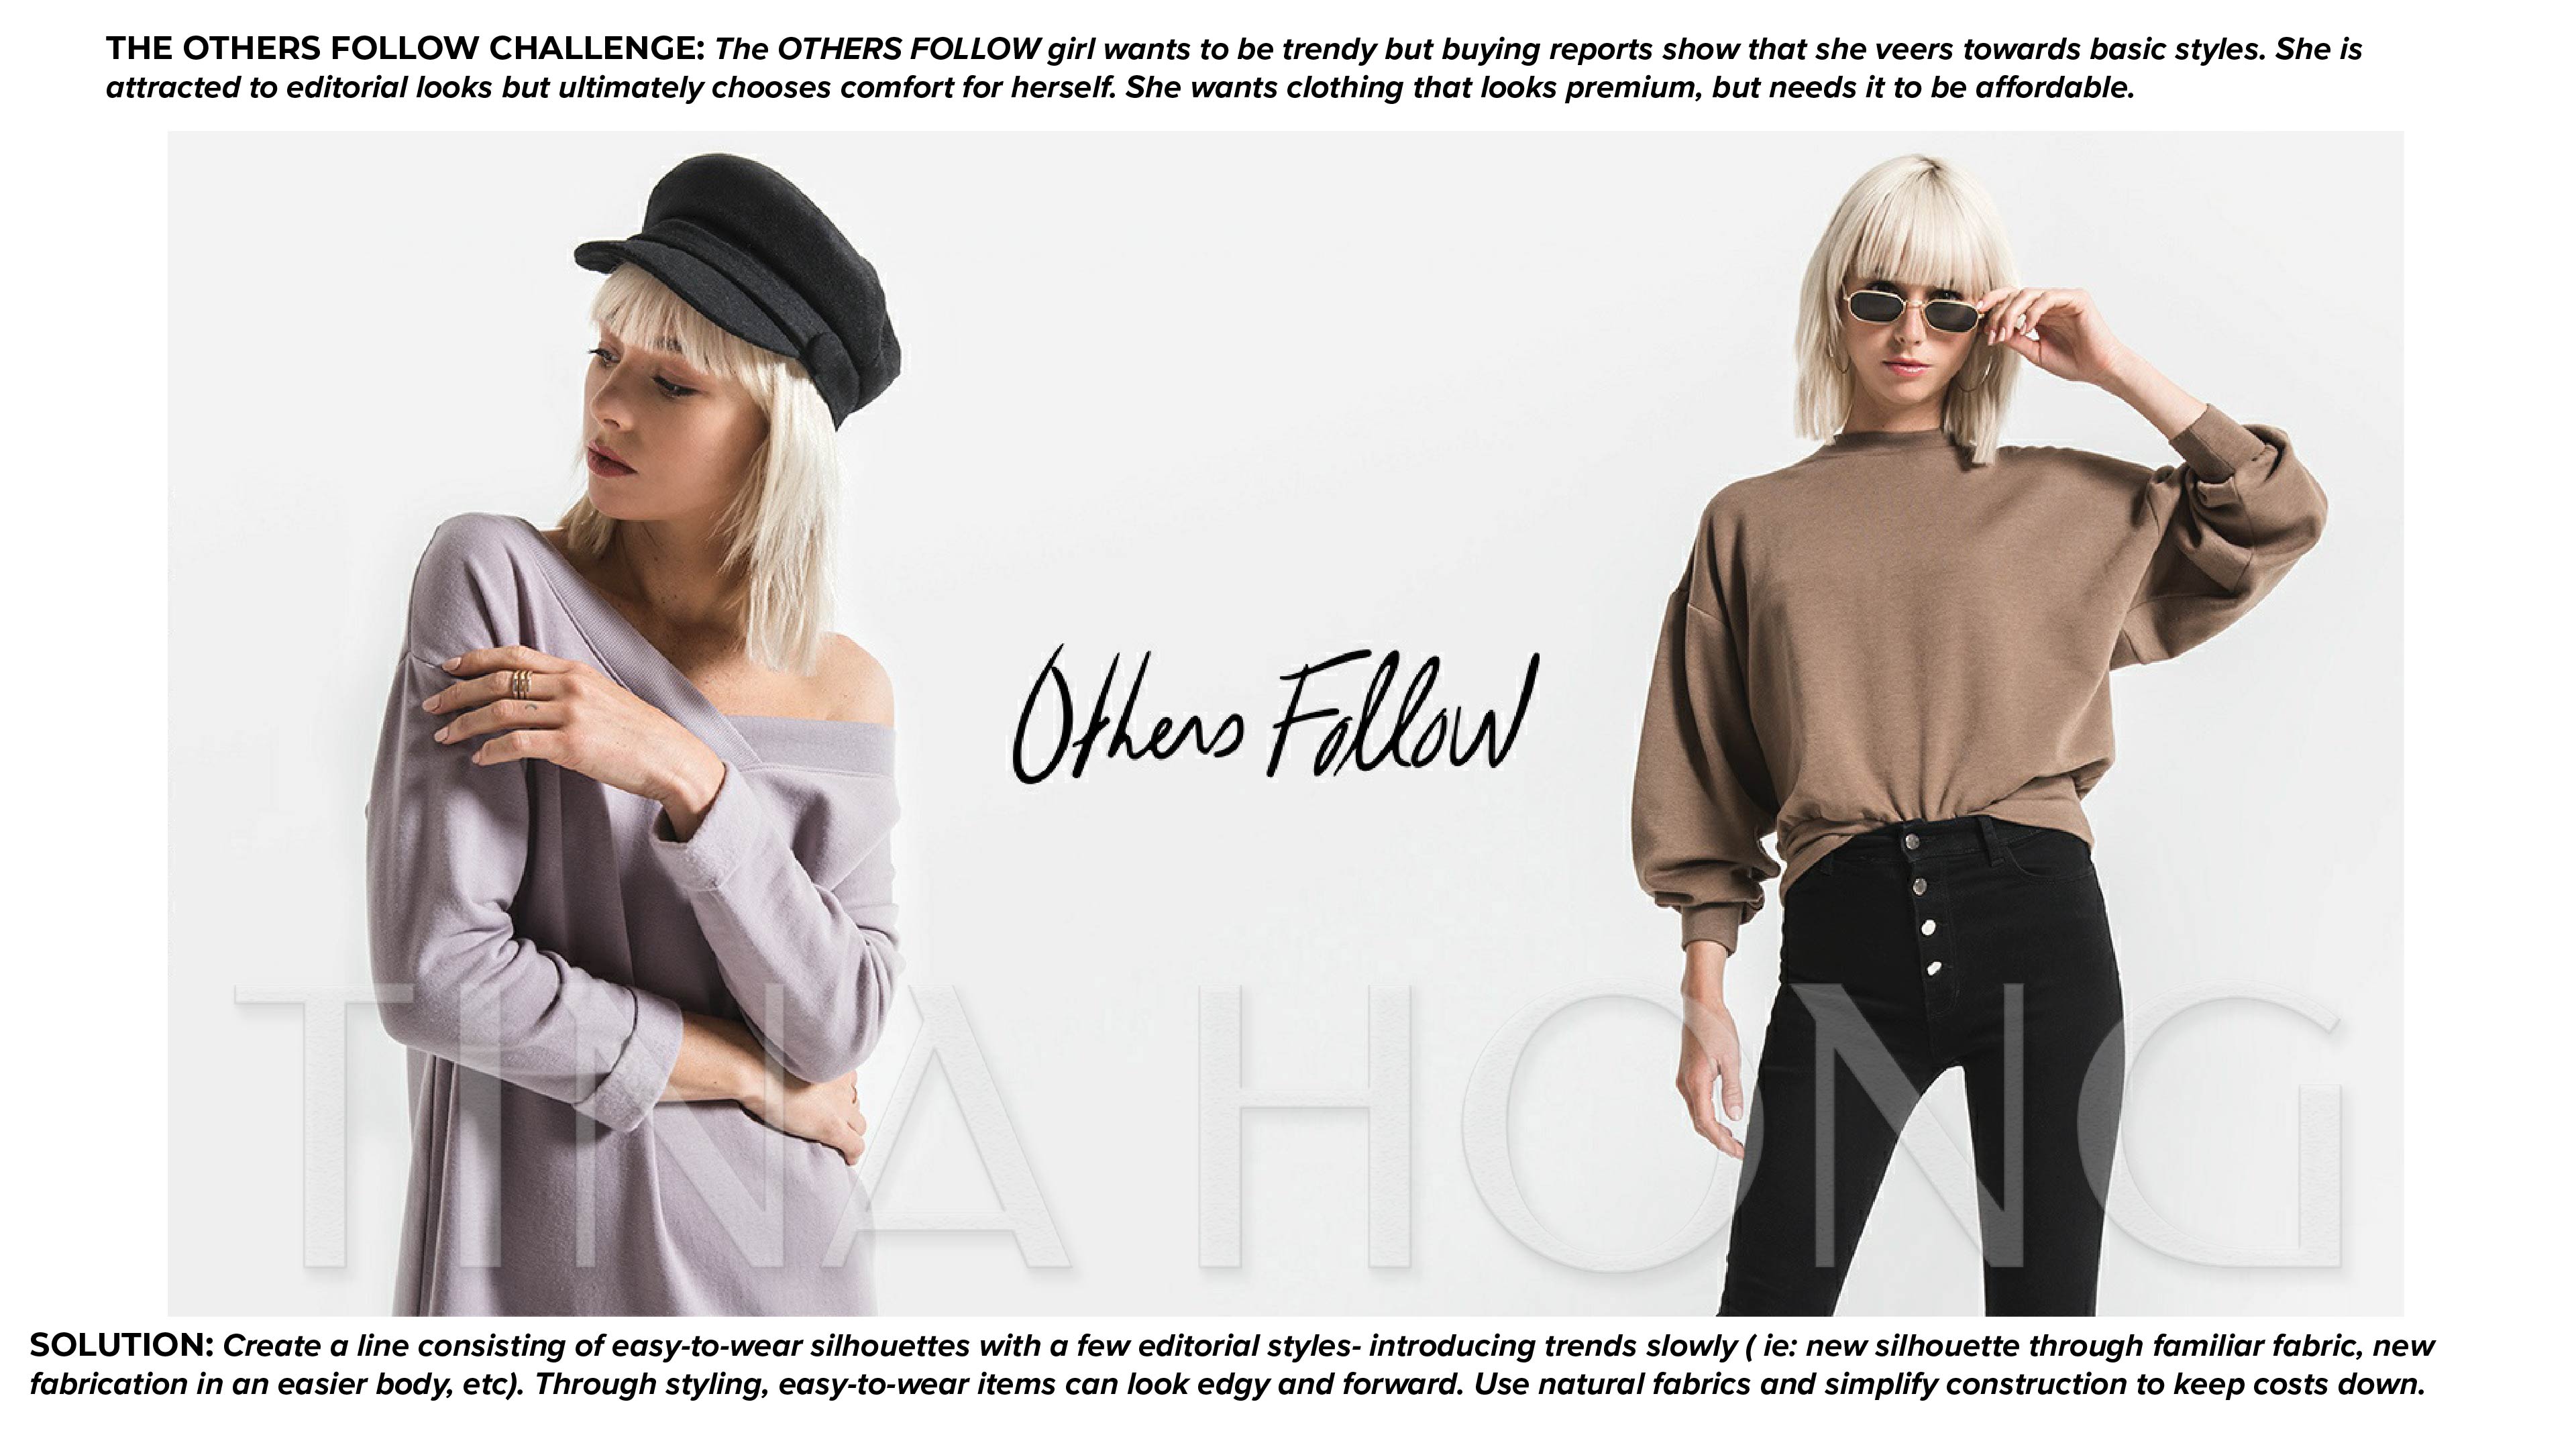 THE OTHERS FOLLOW CHALLENGE: The OTHERS FOLLOW girl wants to be trendy but buying reports show that she veers towards basic styles. She is
attracted to editorial looks but ultimately chooses comfort for herself. She wants clothing that looks premium, but needs it to be affordable.
Others Follow
TINA HONG
SOLUTION: Create a line consisting of easy-to-wear silhouettes with a few editorial styles- introducing trends slowly ( ie: new silhouette through familiar fabric, new
fabrication in an easier body, etc). Through styling, easy-to-wear items can look edgy and forward. Use natural fabrics and simplify construction to keep costs down.